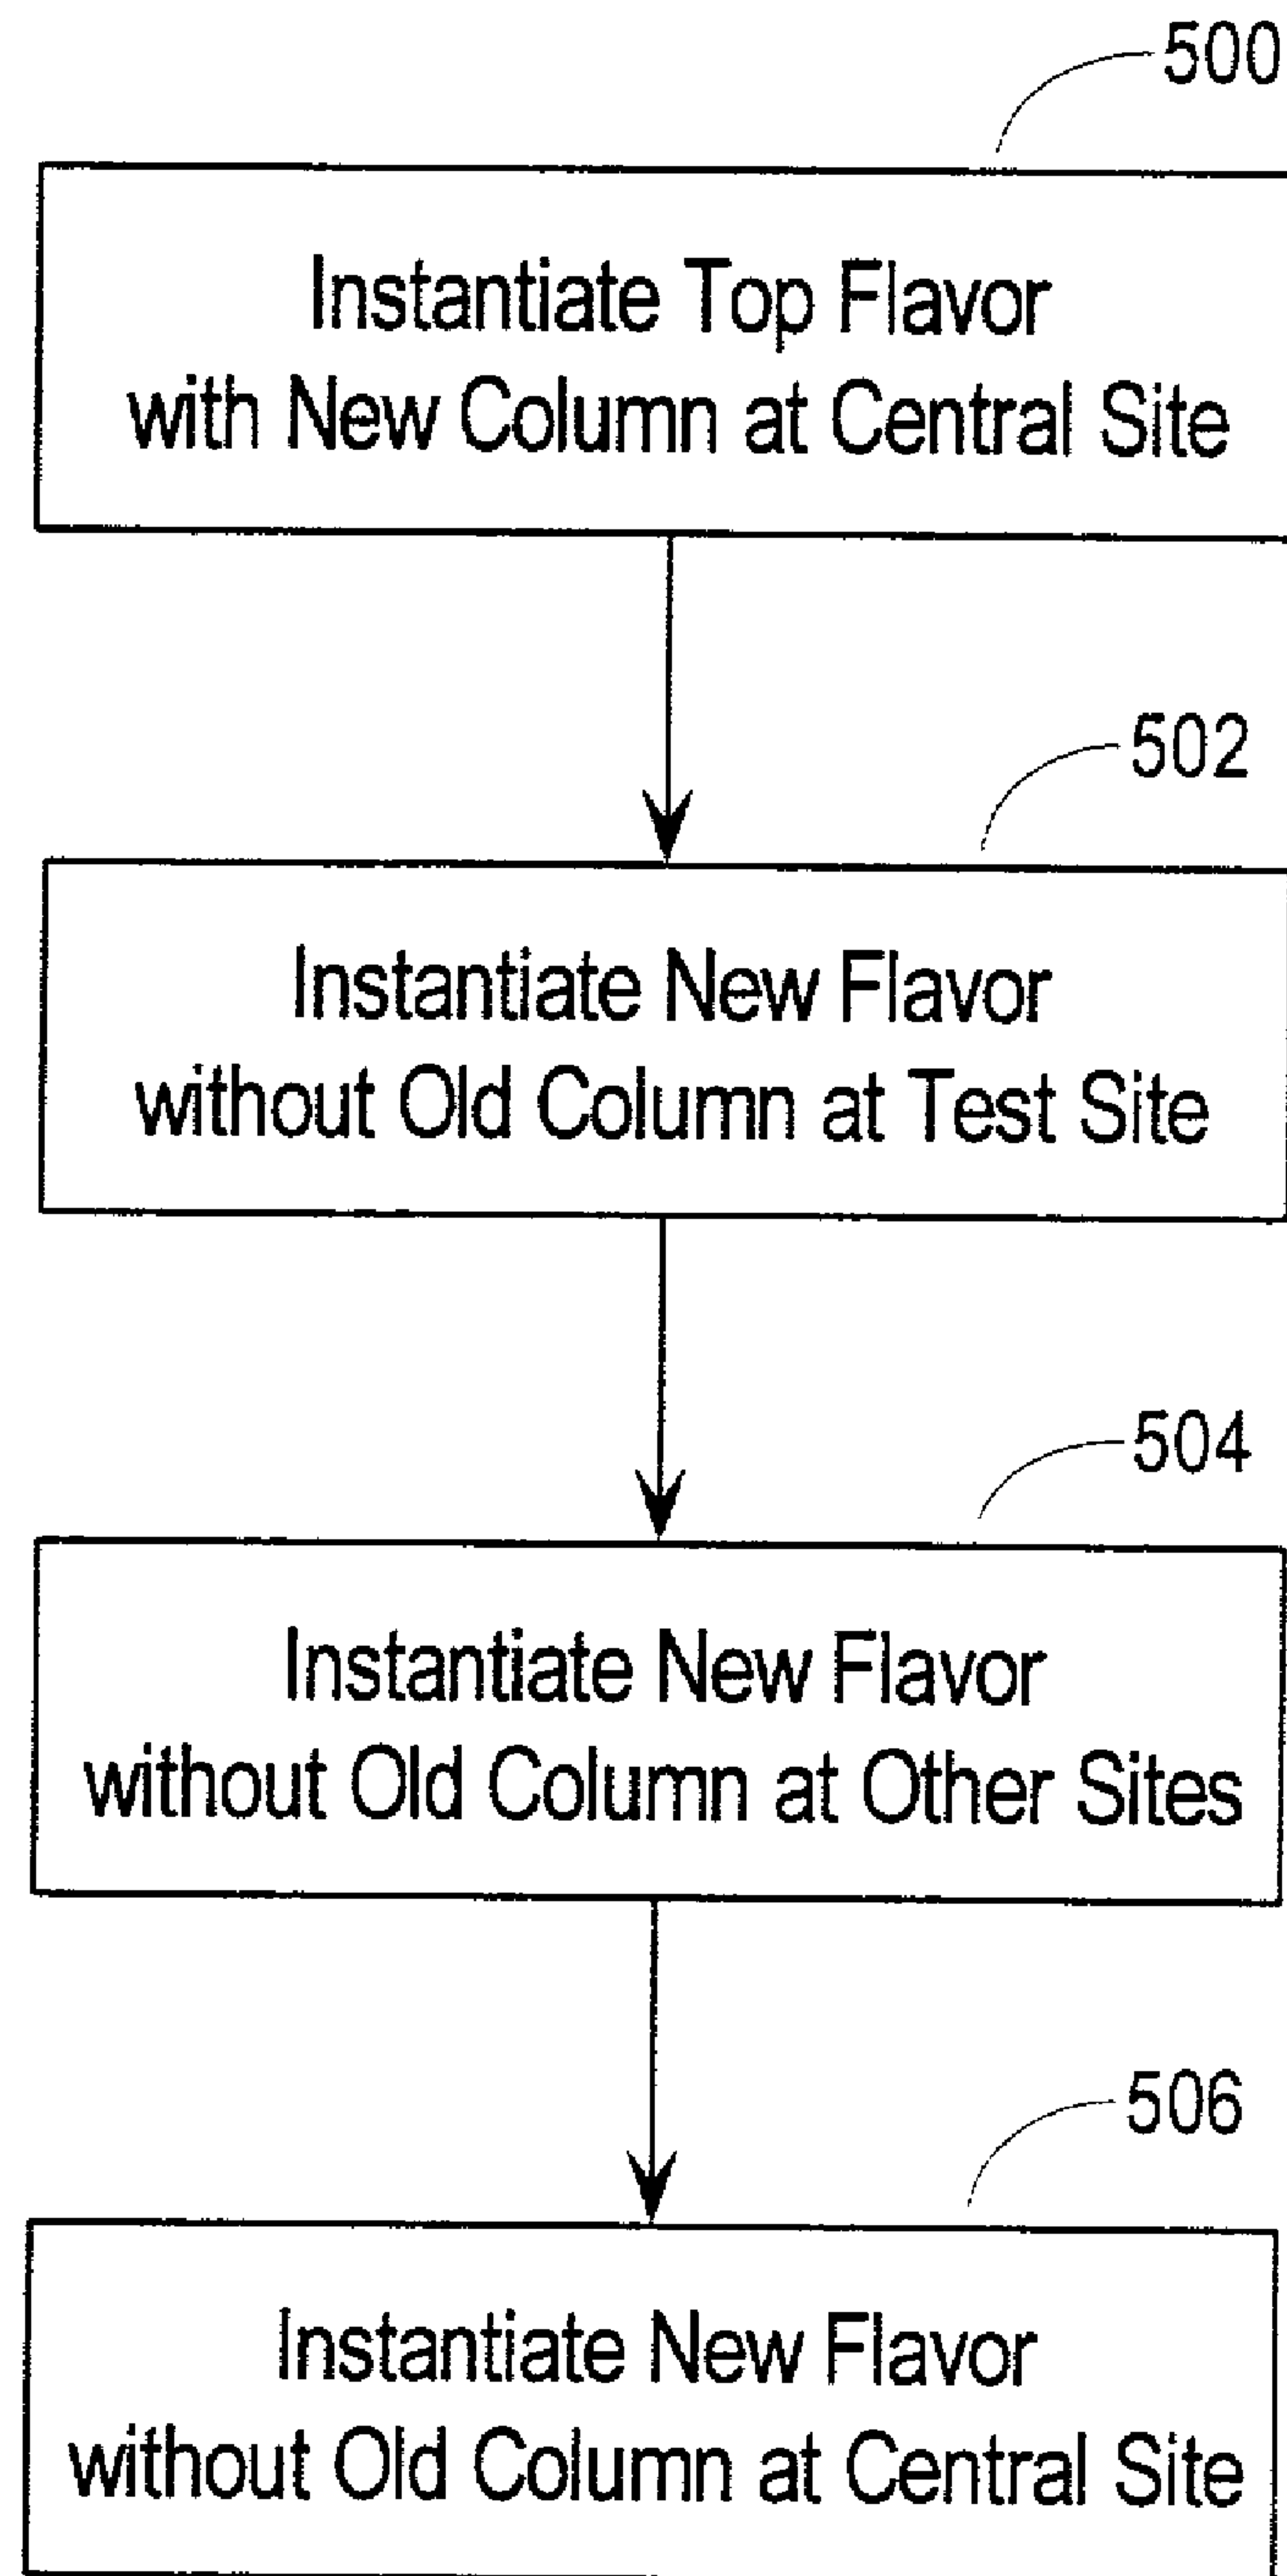 500
Instantiate Top Flavor
with New Column at Central Site
502
Instantiate New Flavor
without Old Column at Test Site
504
Instantiate New Flavor
without Old Column at Other Sites
506
Instantiate New Flavor
without Old Column at Central Site